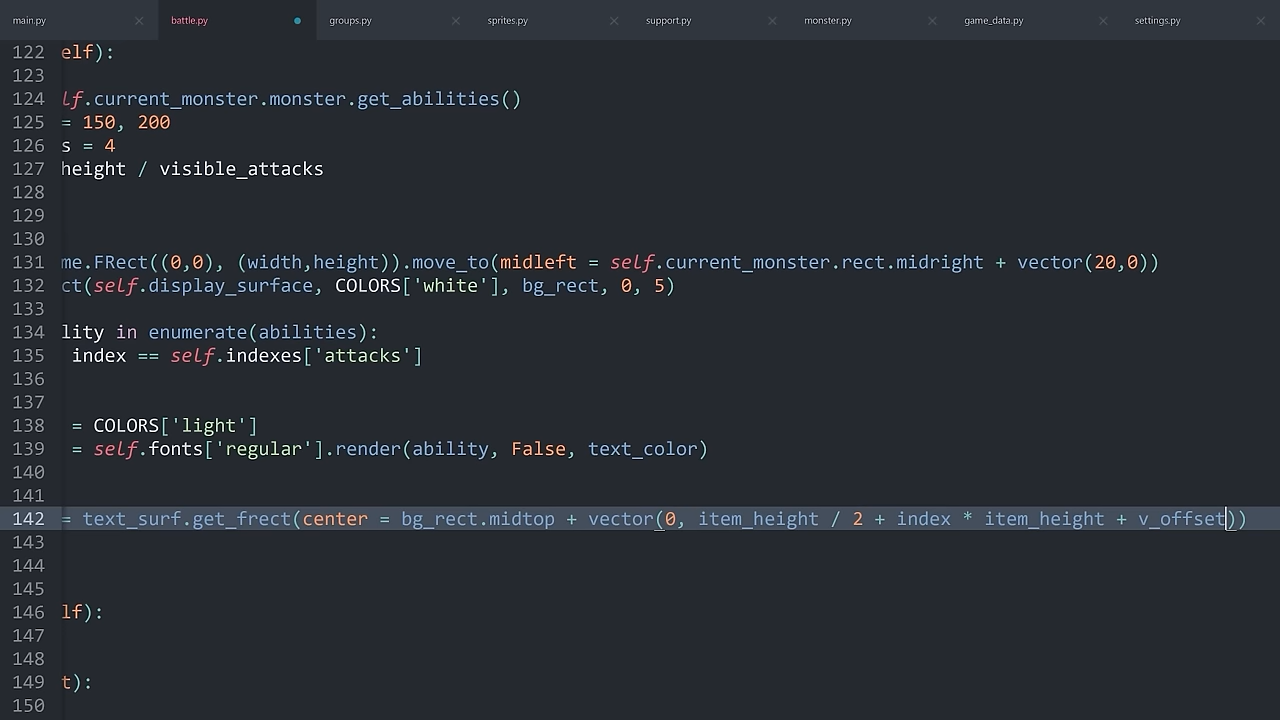 main.py battle.py groups.py sprites.py support.py monster.py game_data.py settings.py
122 elf):
123
124 lf.current_monster.monster.get_abilities()
125 = 150, 200
126 s = 4
127 height / visible_attacks
128
129
130
131 me.FRect((0,0), (width,height)).move_to(midleft = self.current_monster.rect.midright + vector(20,0))
132 ct(self.display_surface, COLORS['white'], bg_rect, 0, 5)
133
134 lity in enumerate(abilities):
135 index == self.indexes['attacks']
136
137
138 = COLORS['light']
139 = self.fonts['regular'].render(ability, False, text_color)
140
141
142 = text_surf.get_frect(center = bg_rect.midtop + vector(0, item_height / 2 + index * item_height + v_offset))
143
144
145
146 lf):
147
148
149 t):
150